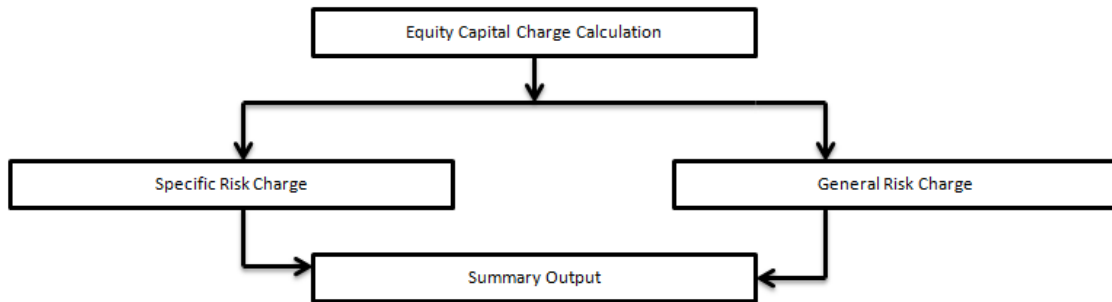 Equity Capital Charge Calculation
Specific Risk Charge
General Risk Charge
Summary Output